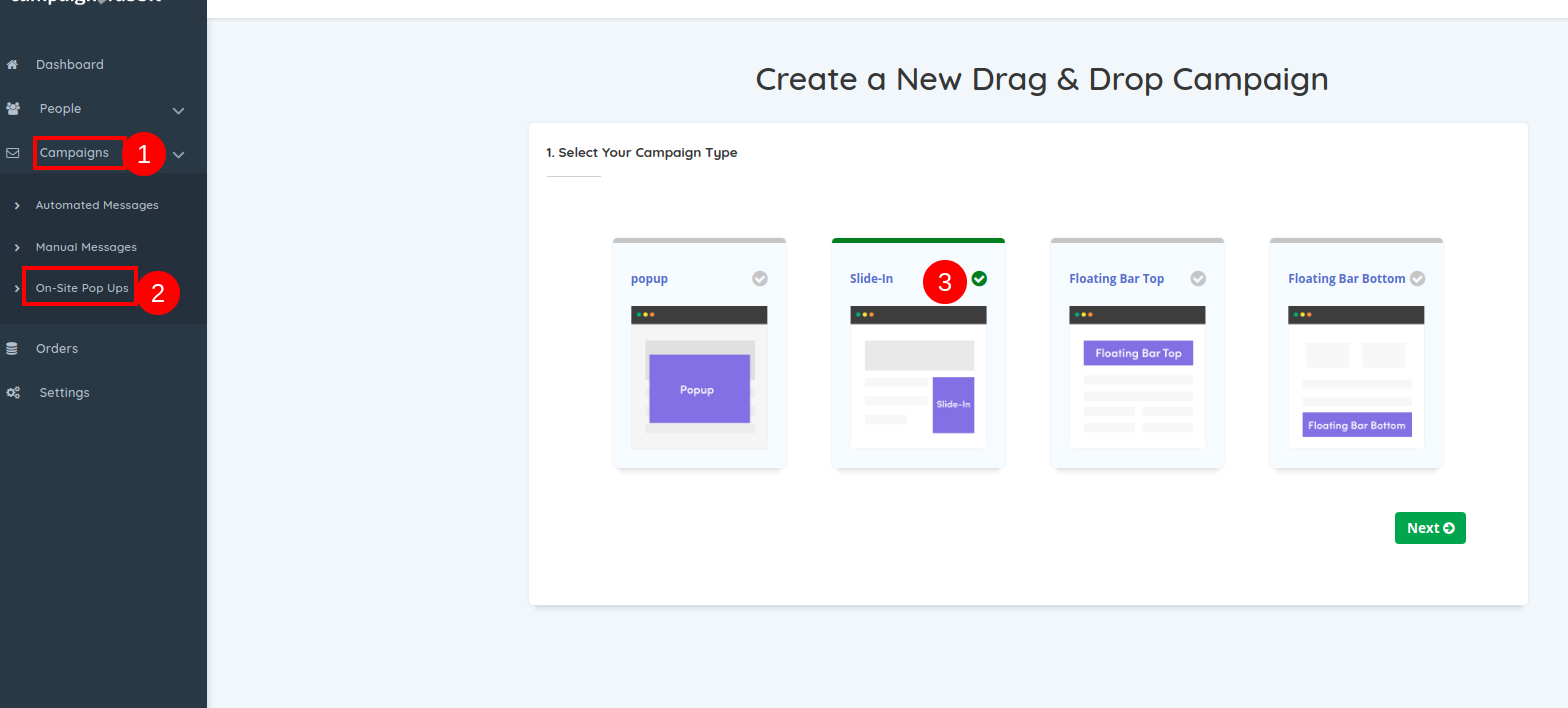 Dashboard
People
Campaigns 1
Automated Messages
Manual Messages
On-Site Pop Ups 2
Orders
Settings
Create a New Drag & Drop Campaign
1. Select Your Campaign Type
popup
Popup
Slide-In 3
Slide-In
Floating Bar Top
Floating Bar Top
Floating Bar Bottom
Floating Bar Bottom
Next